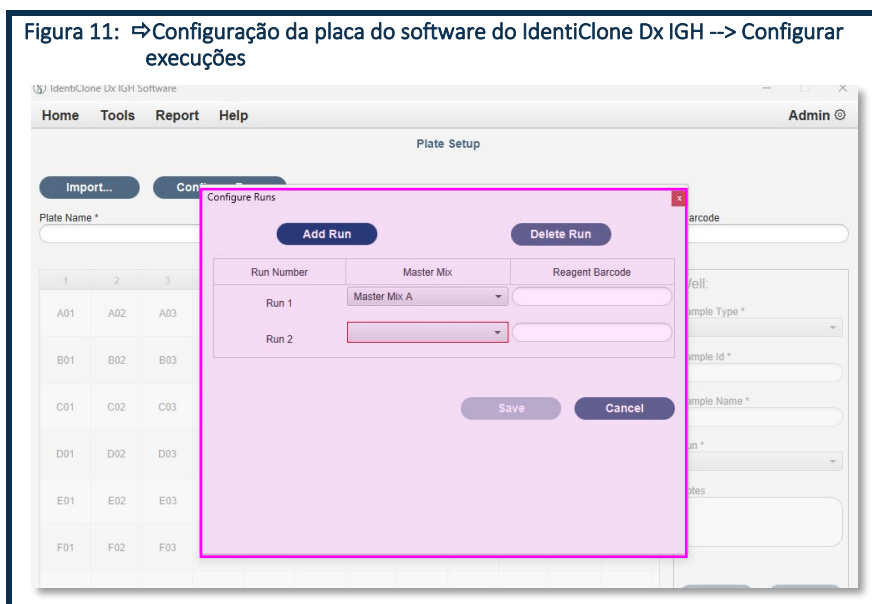 Figura 11: ⇨Configuração da placa do software do IdentiClone Dx IGH --> Configurar
execuções
IdentiClone Dx IGH Software
Home Tools Report Help Admin
Plate Setup
Import...
Configure Runs
x
Plate Name *
Add Run Delete Run
Run Number Master Mix Reagent Barcode
Run 1 Master Mix A
Run 2
Save Cancel
1 2 3
A01 A02 A03
B01 B02 B03
C01 C02 C03
D01 D02 D03
E01 E02 E03
F01 F02 F03